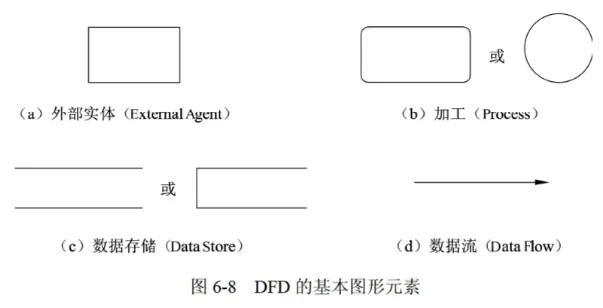 或
（a）外部实体（External Agent）
（b）加工（Process）
或
（c）数据存储（Data Store）
（d）数据流（Data Flow）
图 6-8 DFD 的基本图形元素